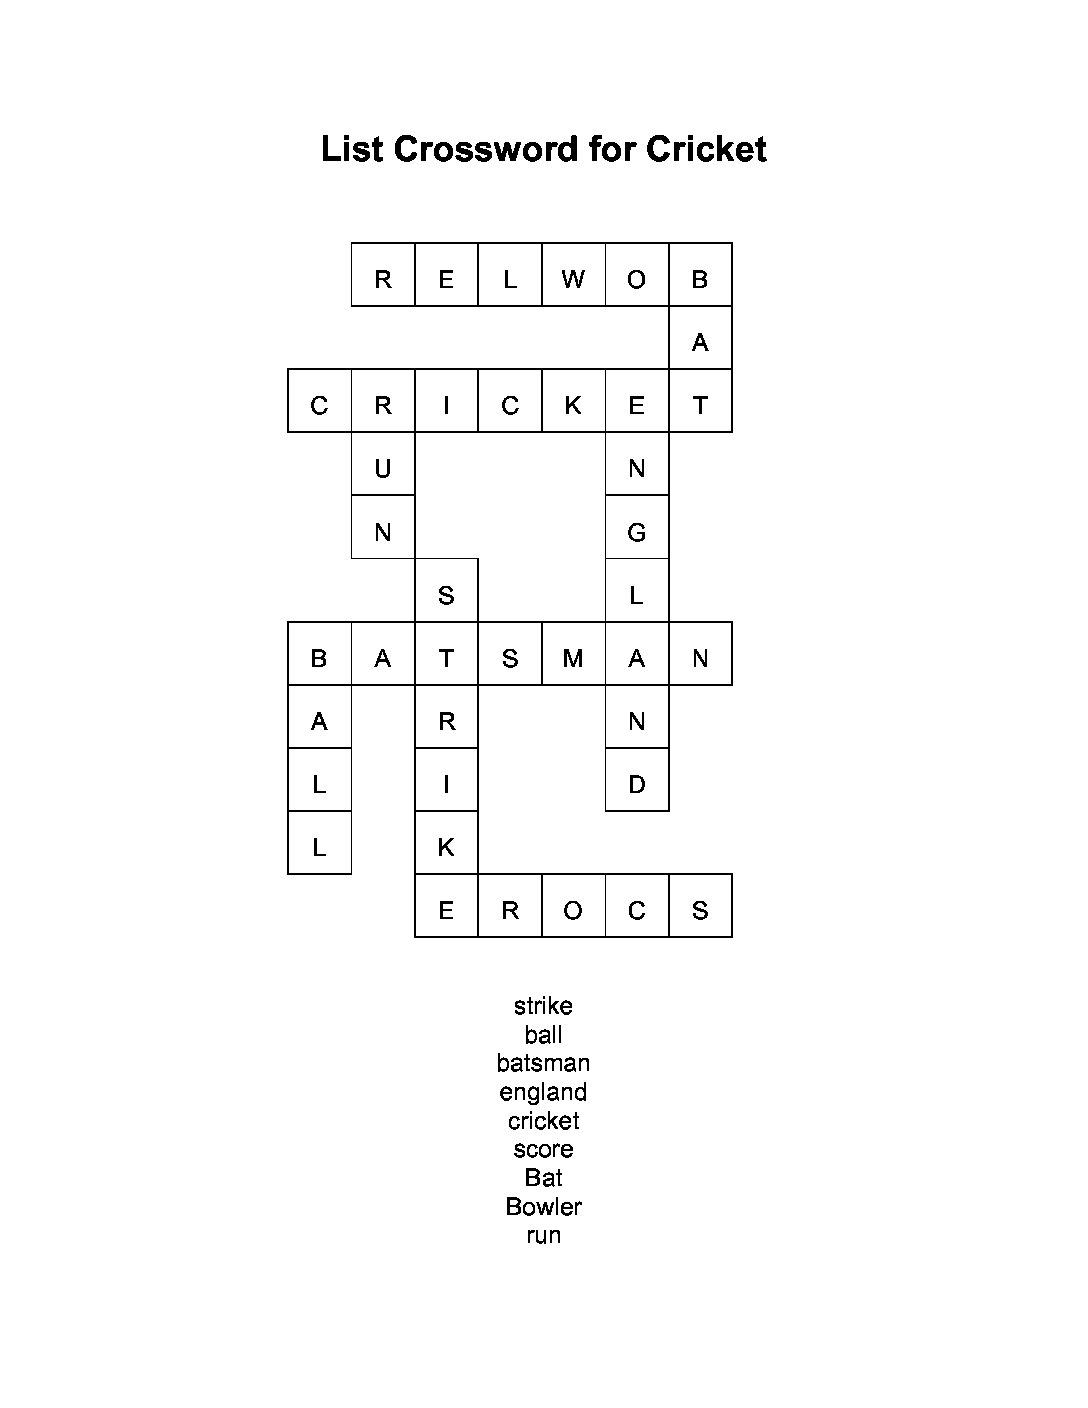 List Crossword for Cricket
R E L W O B
A
C R I C K E T
U N
N G
S L
B A T S M A N
A R N
L I D
L K
E R O C S
strike
ball
batsman
england
cricket
score
Bat
Bowler
run